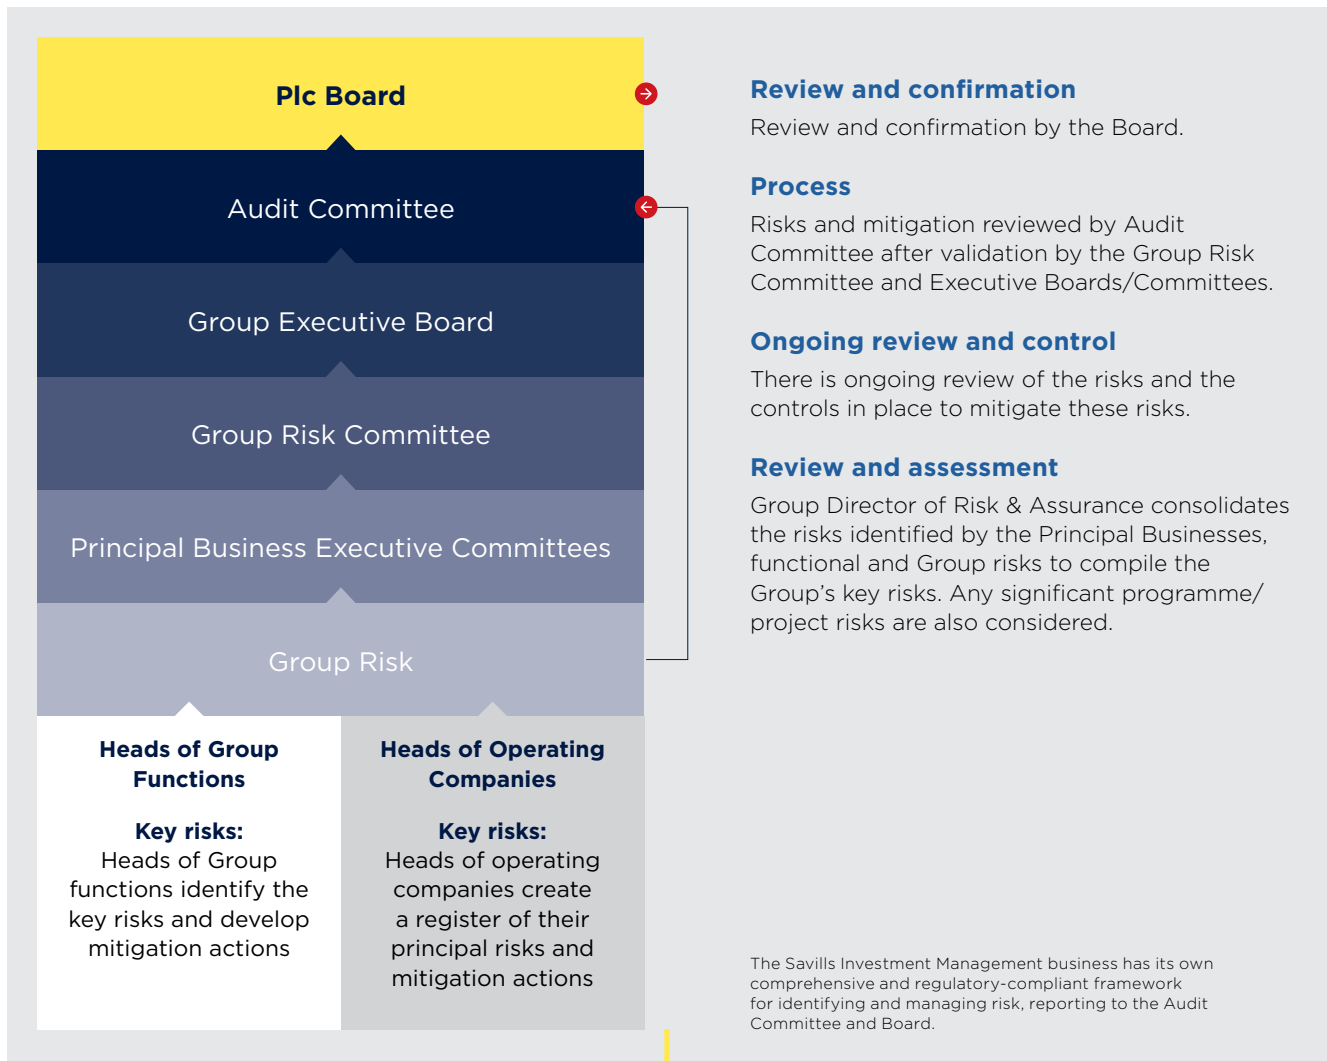 Plc Board
Audit Committee
Group Executive Board
Group Risk Committee
Principal Business Executive Committees
Group Risk
Heads of Group
Functions
Key risks:
Heads of Group
functions identify the
key risks and develop
mitigation actions
Heads of Operating
Companies
Key risks:
Heads of operating
companies create
a register of their
principal risks and
mitigation actions
Review and confirmation
Review and confirmation by the Board.
Process
Risks and mitigation reviewed by Audit
Committee after validation by the Group Risk
Committee and Executive Boards/Committees.
Ongoing review and control
There is ongoing review of the risks and the
controls in place to mitigate these risks.
Review and assessment
Group Director of Risk & Assurance consolidates
the risks identified by the Principal Businesses,
functional and Group risks to compile the
Group’s key risks. Any significant programme/
project risks are also considered.
The Savills Investment Management business has its own
comprehensive and regulatory-compliant framework
for identifying and managing risk, reporting to the Audit
Committee and Board.